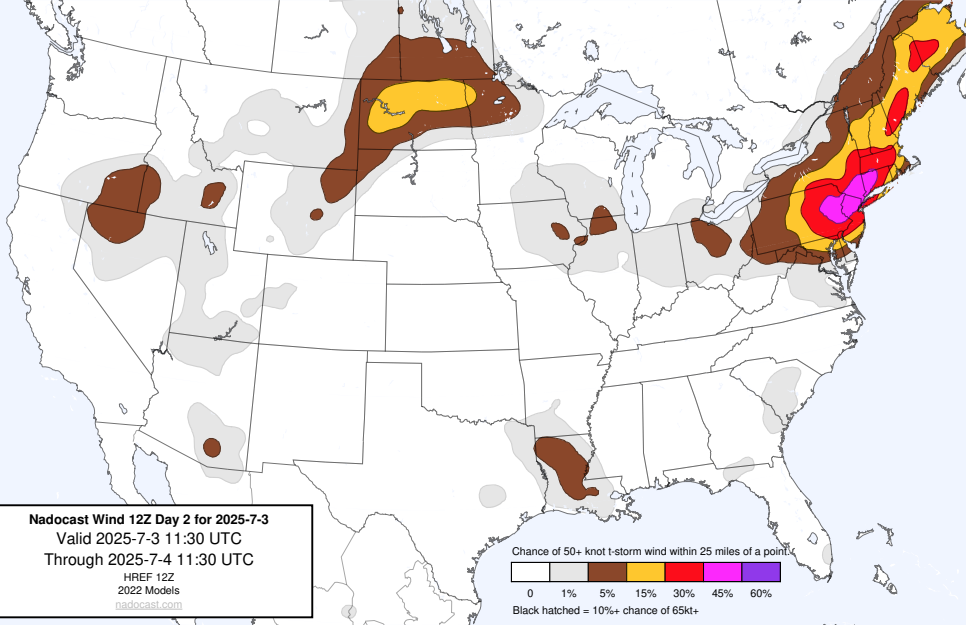 Nadocast Wind 12Z Day 2 for 2025-7-3
Valid 2025-7-3 11:30 UTC
Through 2025-7-4 11:30 UTC
HREF 12Z
2022 Models
nadocast.com
Chance of 50+ knot t-storm wind within 25 miles of a point.
0 1% 5% 15% 30% 45% 60%
Black hatched = 10%+ chance of 65kt+